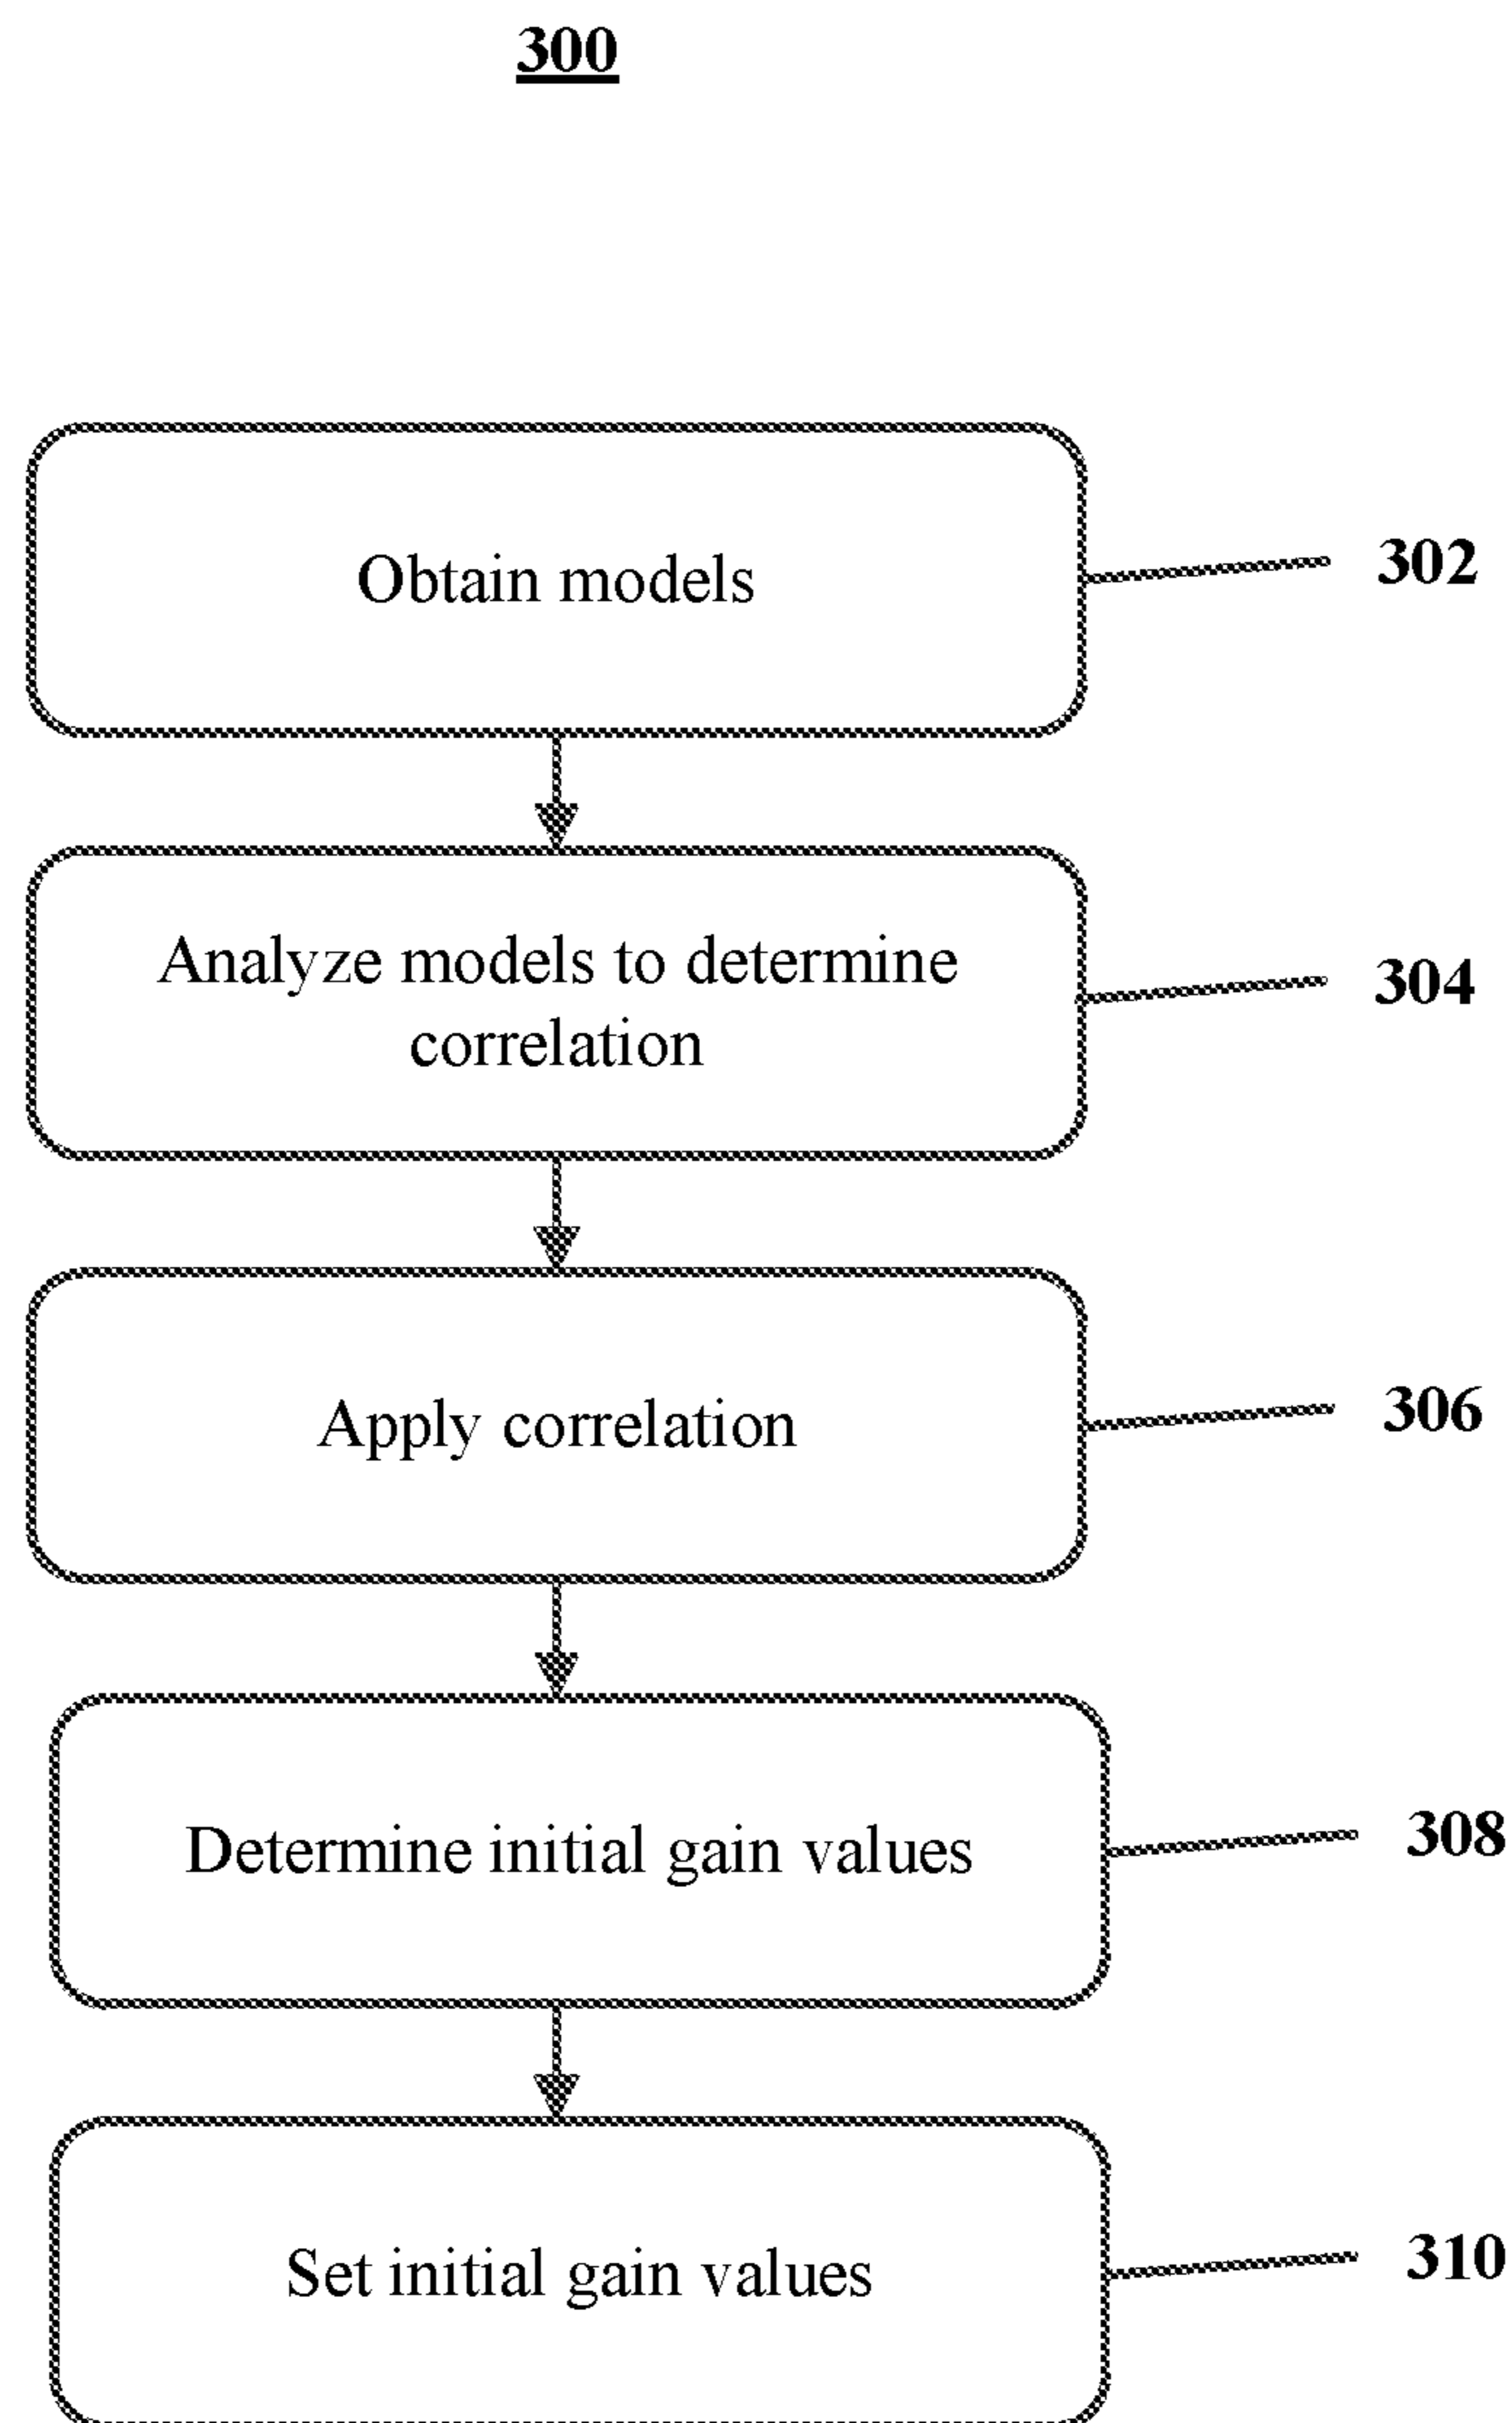 300
Obtain models
302
Analyze models to determine
correlation
304
Apply correlation
306
Determine initial gain values
308
Set initial gain values
310